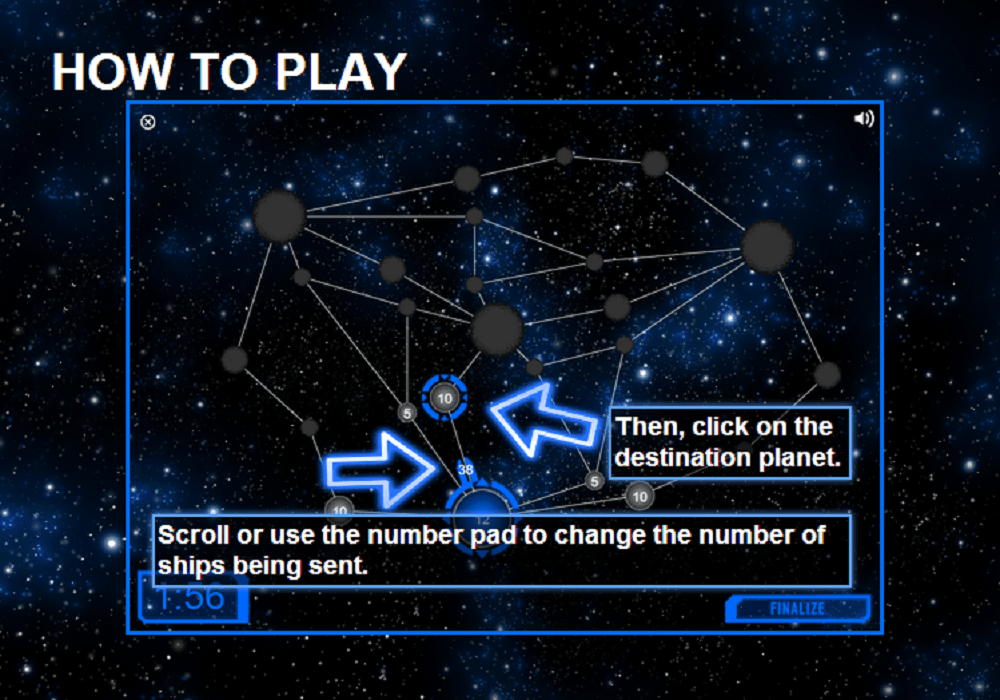 HOW TO PLAY
10
5
Then, click on the
destination planet.
38
5
10
10
12
Scroll or use the number pad to change the number of
ships being sent.
1:56
FINALIZE